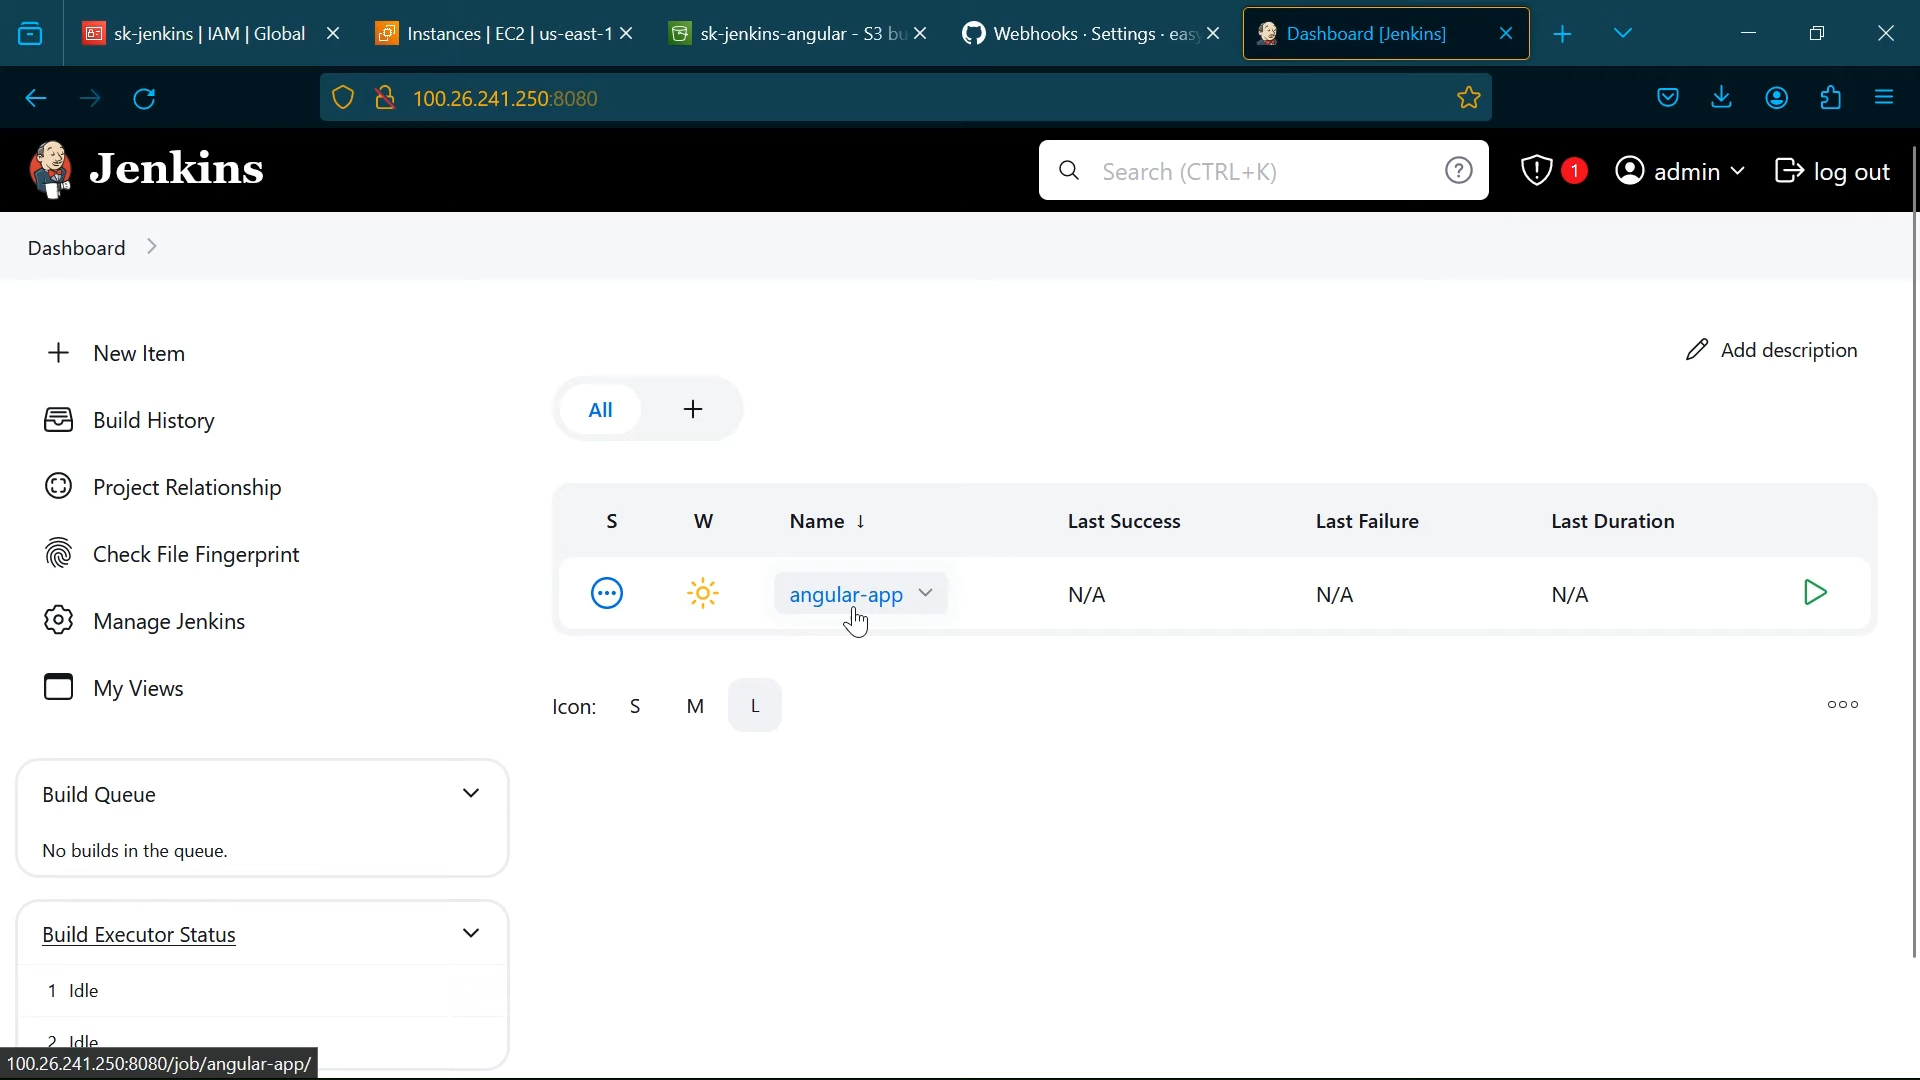 sk-jenkins | IAM | Global
Instances | EC2 | us-east-1
sk-jenkins-angular - S3 bu
Webhooks · Settings · easy
Dashboard [Jenkins]
100.26.241.250:8080
Jenkins
Search (CTRL+K)
1
admin
log out
Dashboard
New Item
Build History
Project Relationship
Check File Fingerprint
Manage Jenkins
My Views
Add description
All
S W Name ↓ Last Success Last Failure Last Duration
angular-app N/A N/A N/A
Icon: S M L
Build Queue
No builds in the queue.
Build Executor Status
1 Idle
2 Idle
100.26.241.250:8080/job/angular-app/